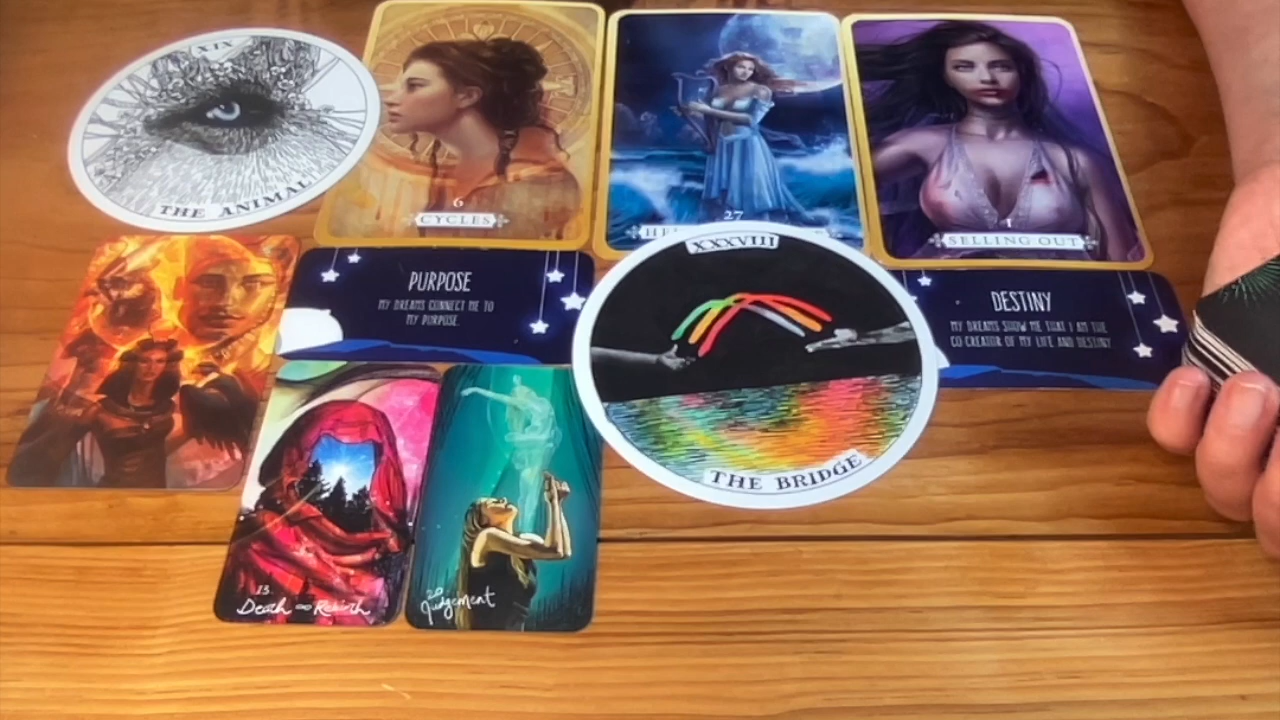 XIX
THE ANIMAL
6
CYCLES
27
1
SELLING OUT
PURPOSE
MY DREAMS CONNECT ME TO
MY PURPOSE.
XXXVIII
THE BRIDGE
DESTINY
MY DREAMS SHOW ME THAT I AM THE
CO CREATOR OF MY LIFE AND DESTINY
13
Death ∞ Rebirth
20
Judgement